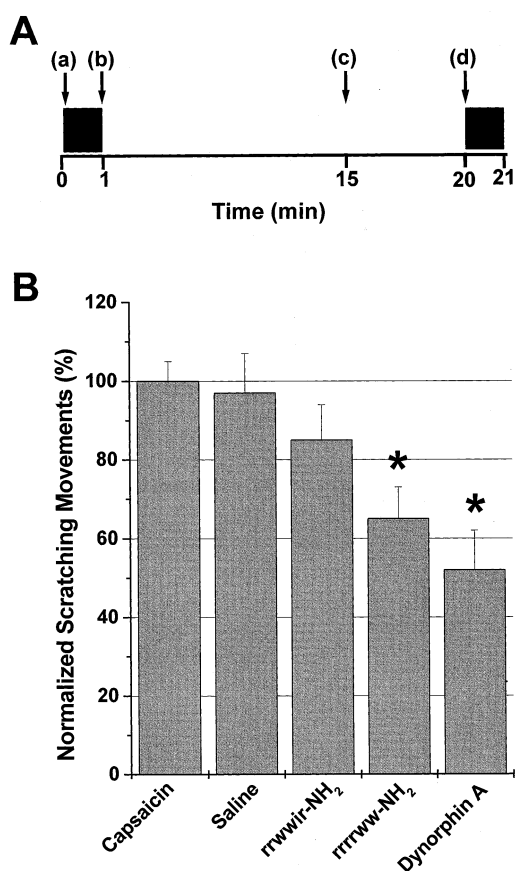 A
(a) (b) (c) (d)
0 1 15 20 21
Time (min)
B
Normalized Scratching Movements (%)
120
100
80
60
40
20
0
* *
Capsaicin
Saline
rrwwir-NH2
rrrrww-NH2
Dynorphin A